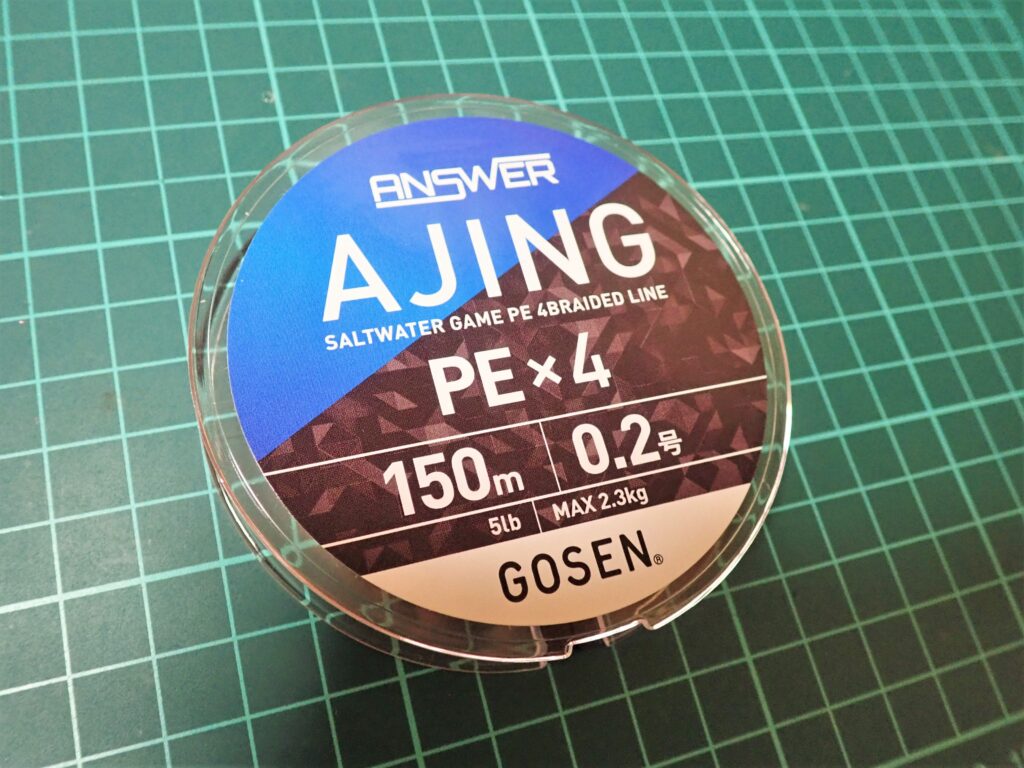 ANSWER
AJING
SALTWATER GAME PE 4BRAIDED LINE
PE×4
150m 0.2号
5lb MAX 2.3kg
GOSEN®